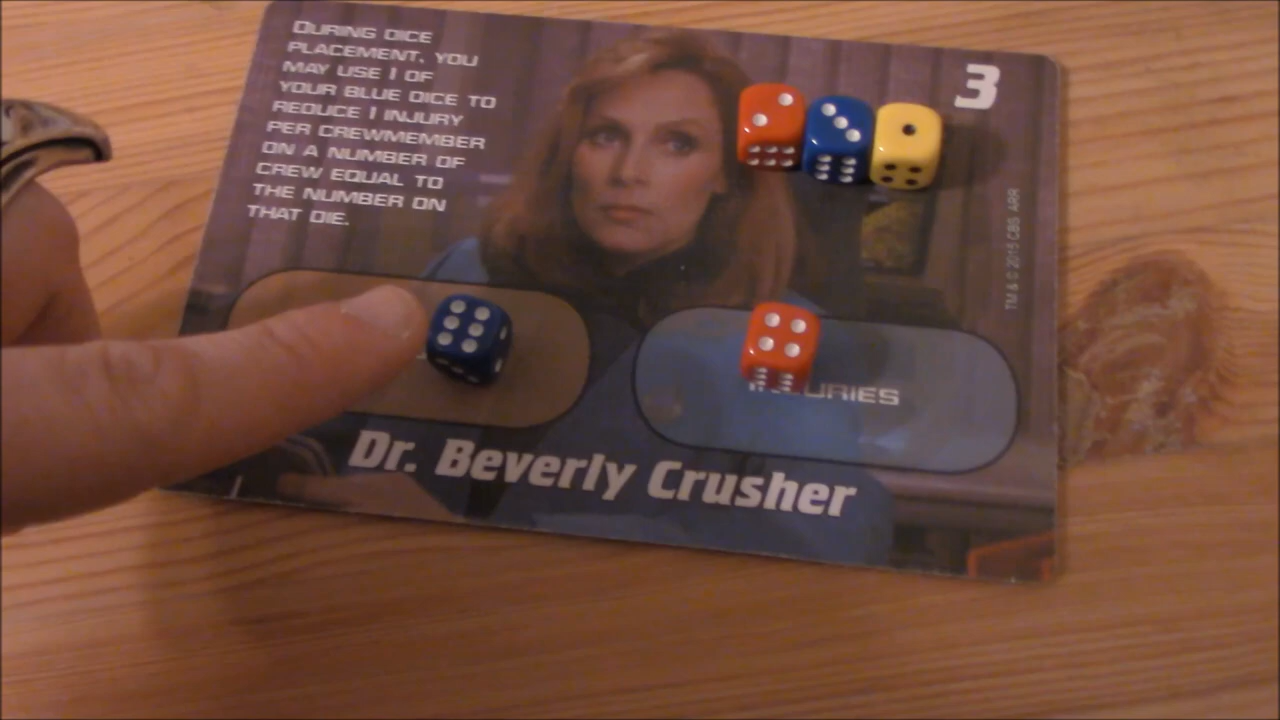 DURING DICE
PLACEMENT, YOU
MAY USE 1 OF
YOUR BLUE DICE TO
REDUCE 1 INJURY
PER CREWMEMBER
ON A NUMBER OF
CREW EQUAL TO
THE NUMBER ON
THAT DIE.
3
TM & © 2015 CBS. ARR
INJURIES
Dr. Beverly Crusher